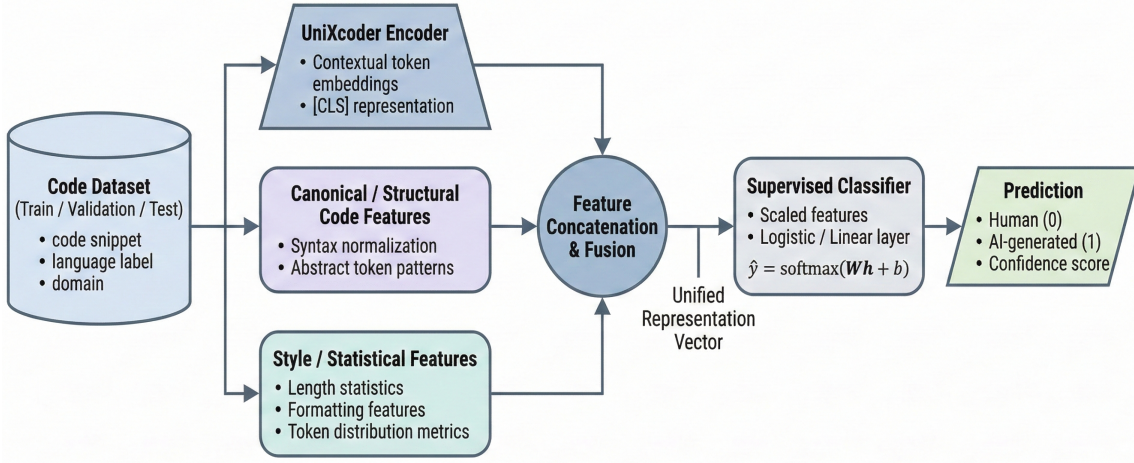 Code Dataset
(Train / Validation / Test)
• code snippet
• language label
• domain
UniXcoder Encoder
• Contextual token
embeddings
• [CLS] representation
Canonical / Structural
Code Features
• Syntax normalization
• Abstract token patterns
Style / Statistical Features
• Length statistics
• Formatting features
• Token distribution metrics
Feature
Concatenation
& Fusion
Unified
Representation
Vector
Supervised Classifier
• Scaled features
• Logistic / Linear layer
ŷ = softmax(Wh + b)
Prediction
• Human (0)
• AI-generated (1)
• Confidence score